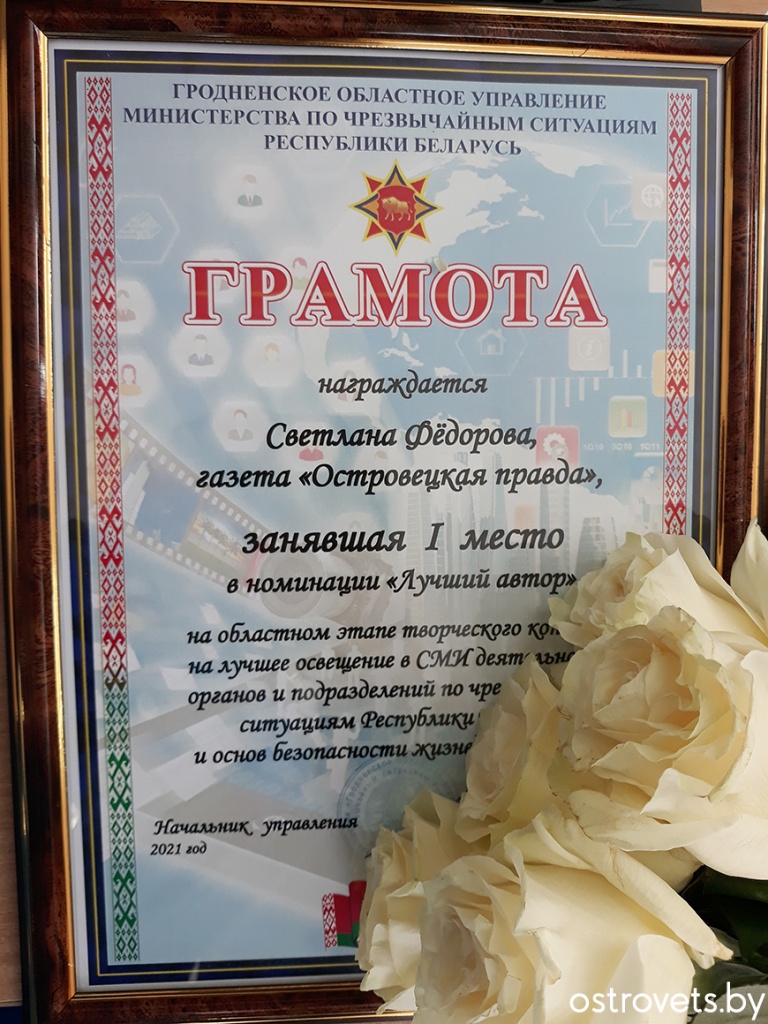 ГРОДНЕНСКОЕ ОБЛАСТНОЕ УПРАВЛЕНИЕ
МИНИСТЕРСТВА ПО ЧРЕЗВЫЧАЙНЫМ СИТУАЦИЯМ
РЕСПУБЛИКИ БЕЛАРУСЬ
ГРАМОТА
награждается
Светлана Фёдорова,
газета «Островецкая правда»,
занявшая I место
в номинации «Лучший автор»
на областном этапе творческого
на лучшее освещение в СМИ
органов и подразделений по
ситуациям Республики
и основ безопасности
Начальник управления
2021 год
ostrovets.by